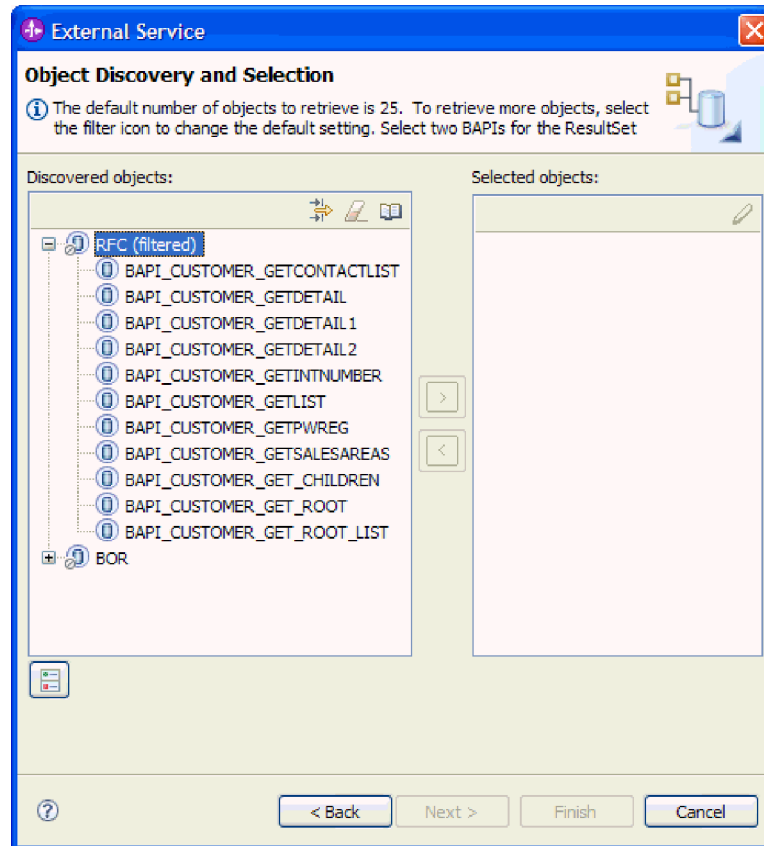 External Service
Object Discovery and Selection
The default number of objects to retrieve is 25. To retrieve more objects, select
the filter icon to change the default setting. Select two BAPIs for the ResultSet
Discovered objects:
Selected objects:
RFC (filtered)
BAPI_CUSTOMER_GETCONTACTLIST
BAPI_CUSTOMER_GETDETAIL
BAPI_CUSTOMER_GETDETAIL1
BAPI_CUSTOMER_GETDETAIL2
BAPI_CUSTOMER_GETINTNUMBER
BAPI_CUSTOMER_GETLIST
BAPI_CUSTOMER_GETPWREG
BAPI_CUSTOMER_GETSALESAREAS
BAPI_CUSTOMER_GET_CHILDREN
BAPI_CUSTOMER_GET_ROOT
BAPI_CUSTOMER_GET_ROOT_LIST
BOR
>
<
< Back
Next >
Finish
Cancel